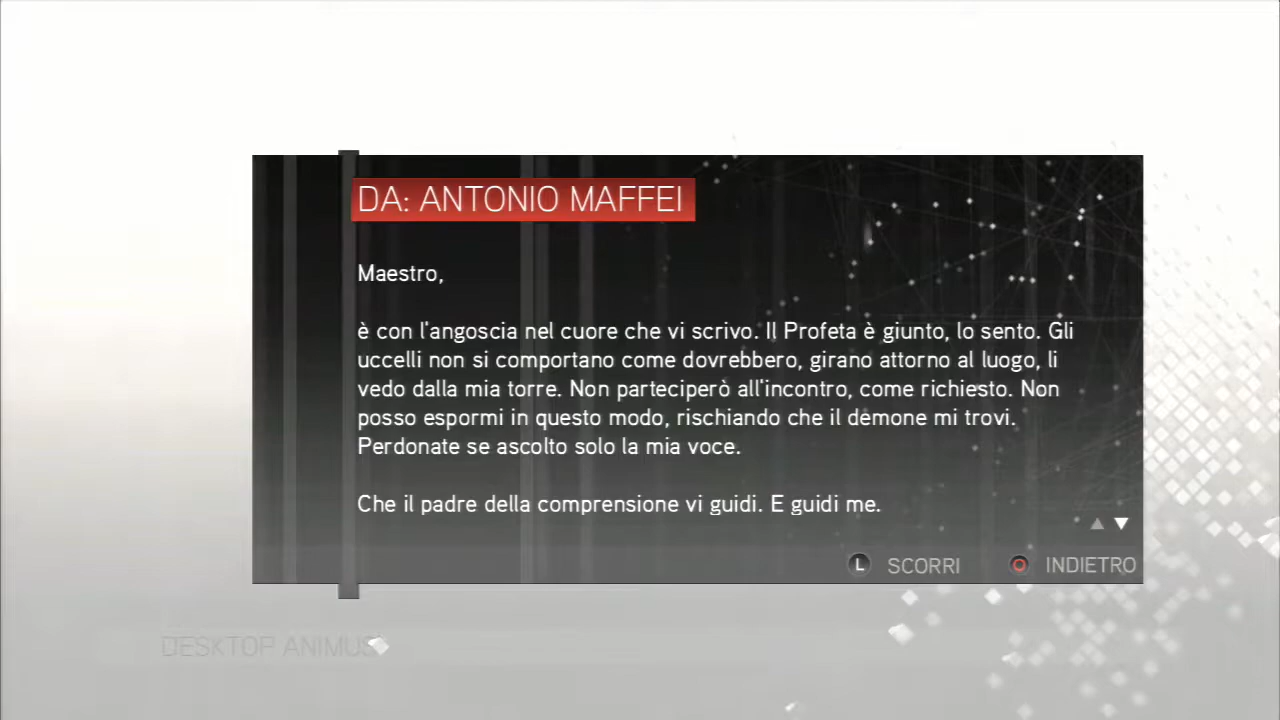 DA: ANTONIO MAFFEI
Maestro,
è con l'angoscia nel cuore che vi scrivo. Il Profeta è giunto, lo sento. Gli
uccelli non si comportano come dovrebbero, girano attorno al luogo, li
vedo dalla mia torre. Non parteciperò all'incontro, come richiesto. Non
posso espormi in questo modo, rischiando che il demone mi trovi.
Perdonate se ascolto solo la mia voce.
Che il padre della comprensione vi guidi. E guidi me.
L SCORRI INDIETRO
DESKTOP ANIMUS